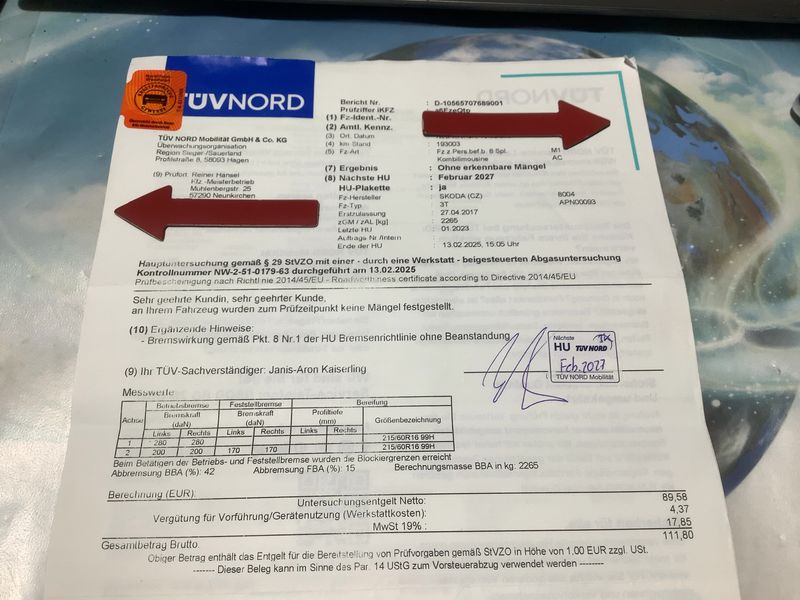 TÜVNORD
TÜV NORD Mobilität GmbH & Co. KG
Überwachungsorganisation
Region Siegen/Sauerland
Profilstraße 8, 58093 Hagen
(9) Prüfort: Reiner Hänsel
Kfz.-Meisterbetrieb
Mühlenbergstr. 25
57290 Neunkirchen
Bericht Nr. : D-10565707689001
Prüfziffer iKFZ
(1) Fz-Ident.-Nr.
(2) Amtl. Kennz.
(3) Ort, Datum
(4) km Stand : 193003
(5) Fz-Art : Fz.z.Pers.bef.b. 8 Spl. M1
Kombilimousine AC
(7) Ergebnis : Ohne erkennbare Mängel
(8) Nächste HU : Februar 2027
HU-Plakette : ja
Fz-Hersteller : SKODA (CZ) 8004
Fz-Typ : 3T APN00093
Erstzulassung : 27.04.2017
zGM / zAL [kg] : 2265
Letzte HU : 01.2023
Auftrags Nr./intern :
Ende der HU : 13.02.2025, 15:05 Uhr
Hauptuntersuchung gemäß § 29 StVZO mit einer - durch eine Werkstatt - beigesteuerten Abgasuntersuchung
Kontrollnummer NW-2-51-0179-63 durchgeführt am 13.02.2025
Prüfbescheinigung nach Richtlinie 2014/45/EU - Roadworthiness certificate according to Directive 2014/45/EU
Sehr geehrte Kundin, sehr geehrter Kunde,
an Ihrem Fahrzeug wurden zum Prüfzeitpunkt keine Mängel festgestellt.
(10) Ergänzende Hinweise:
- Bremswirkung gemäß Pkt. 8 Nr.1 der HU Bremsenrichtlinie ohne Beanstandung
(9) Ihr TÜV-Sachverständiger: Janis-Aron Kaiserling
Nächste
HU TÜV NORD
Feb. 2027
TÜV NORD Mobilität
Messwerte
Achse Betriebsbremse Feststellbremse Bereifung
Bremskraft (daN) Bremskraft (daN) Profiltiefe (mm) Größenbezeichnung
Links Rechts Links Rechts Links Rechts
1 280 280 215/60R16 99H
2 200 200 170 170 215/60R16 99H
Beim Betätigen der Betriebs- und Feststellbremse wurden die Blockiergrenzen erreicht
Abbremsung BBA (%): 42 Abbremsung FBA (%): 15 Berechnungsmasse BBA in kg: 2265
Berechnung (EUR):
Untersuchungsentgelt Netto: 89,58
Vergütung für Vorführung/Gerätenutzung (Werkstattkosten): 4,37
MwSt 19% : 17,85
Gesamtbetrag Brutto: 111,80
Obiger Betrag enthält das Entgelt für die Bereitstellung von Prüfvorgaben gemäß StVZO in Höhe von 1,00 EUR zzgl. USt.
------- Dieser Beleg kann im Sinne das Par. 14 UStG zum Vorsteuerabzug verwendet werden --------